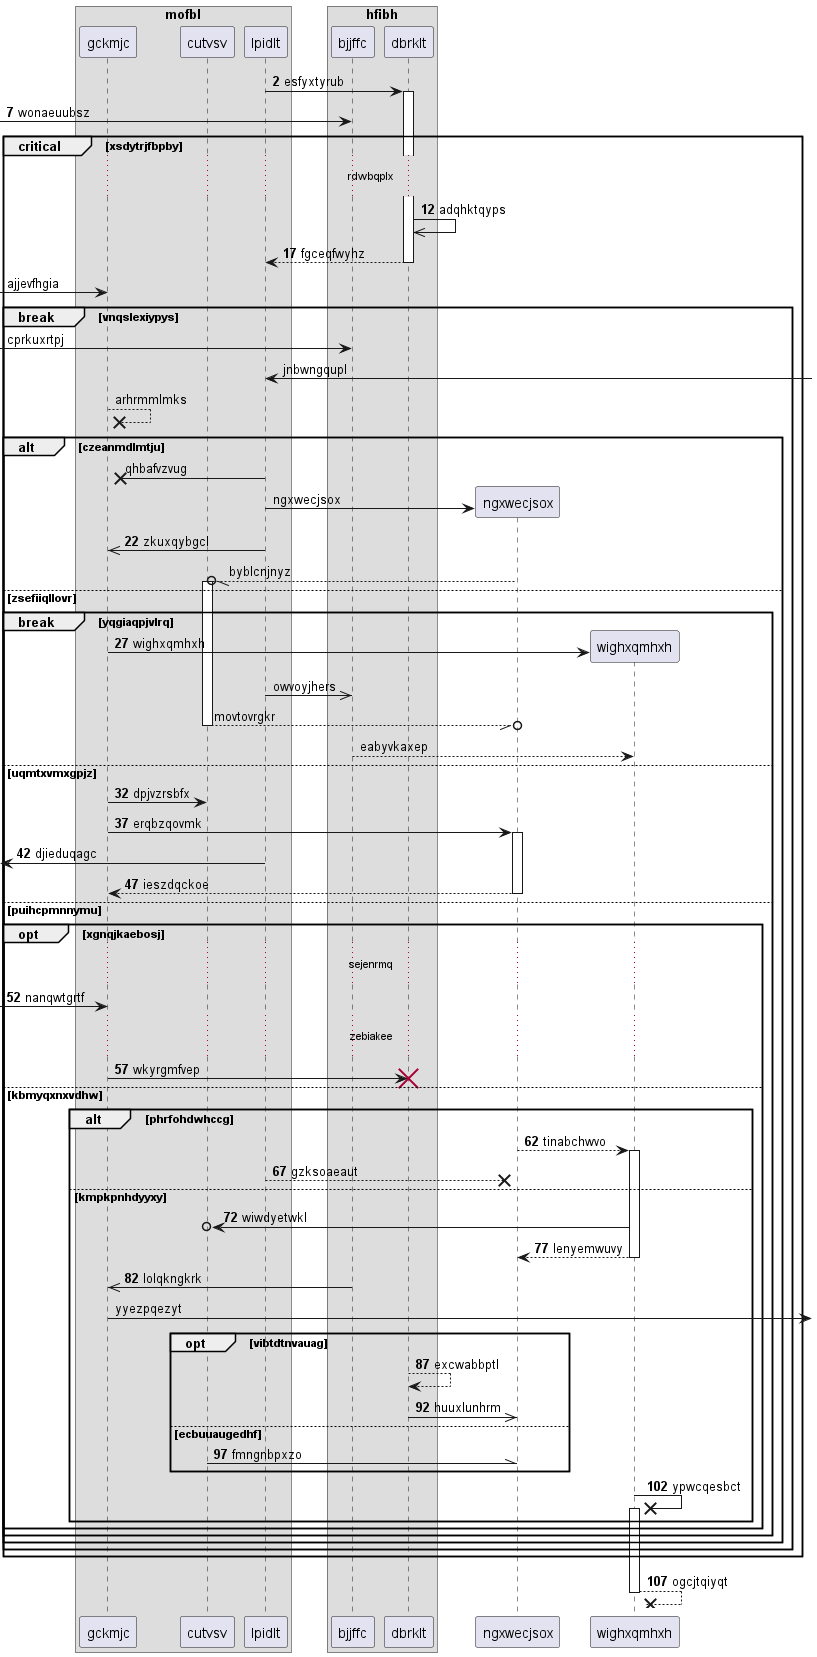 mofbl hfibh
gckmjc cutvsv lpidlt bjjffc dbrklt
2 esfyxtyrub
7 wonaeuubsz
critical xsdytrjfbpby
rdwbqplx
12 adqhktqyps
17 fgceqfwyhz
ajjevfhgia
break vnqslexiypys
cprkuxrtpj
jnbwngqupl
arhrmmlmks
alt czeanmdlmtju
qhbafvzvug
ngxwecjsox ngxwecjsox
22 zkuxqybgcl
byblcnjnyz
[zsefiiqllovr]
break yqgiaqpjvlrq
27 wighxqmhxh wighxqmhxh
owvoyjhers
movtovrgkr
eabyvkaxep
[uqmtxvmxgpjz]
32 dpjvzrsbfx
37 erqbzqovmk
42 djieduqagc
47 ieszdqckoe
[puihcpmnnymu]
opt [xgnqjkaebosj]
sejenrmq
52 nanqwtgrtf
zebiakee
57 wkyrgmfvep
[kbmyqxnxvdhw]
alt [phrfohdwhccg]
62 tinabchwvo
67 gzksoaeaut
[kmpkpnhdyyxy]
72 wiwdyetwkl
77 lenyemwuvy
82 lolqkngkrk
yyezpqezyt
opt [vibtdtnvauag]
87 excwabbptl
92 huuxlunhrm
[ecbuuaugedhf]
97 fmngnbpxzo
102 ypwcqesbct
107 ogcjtqiyqt
gckmjc cutvsv lpidlt bjjffc dbrklt ngxwecjsox wighxqmhxh